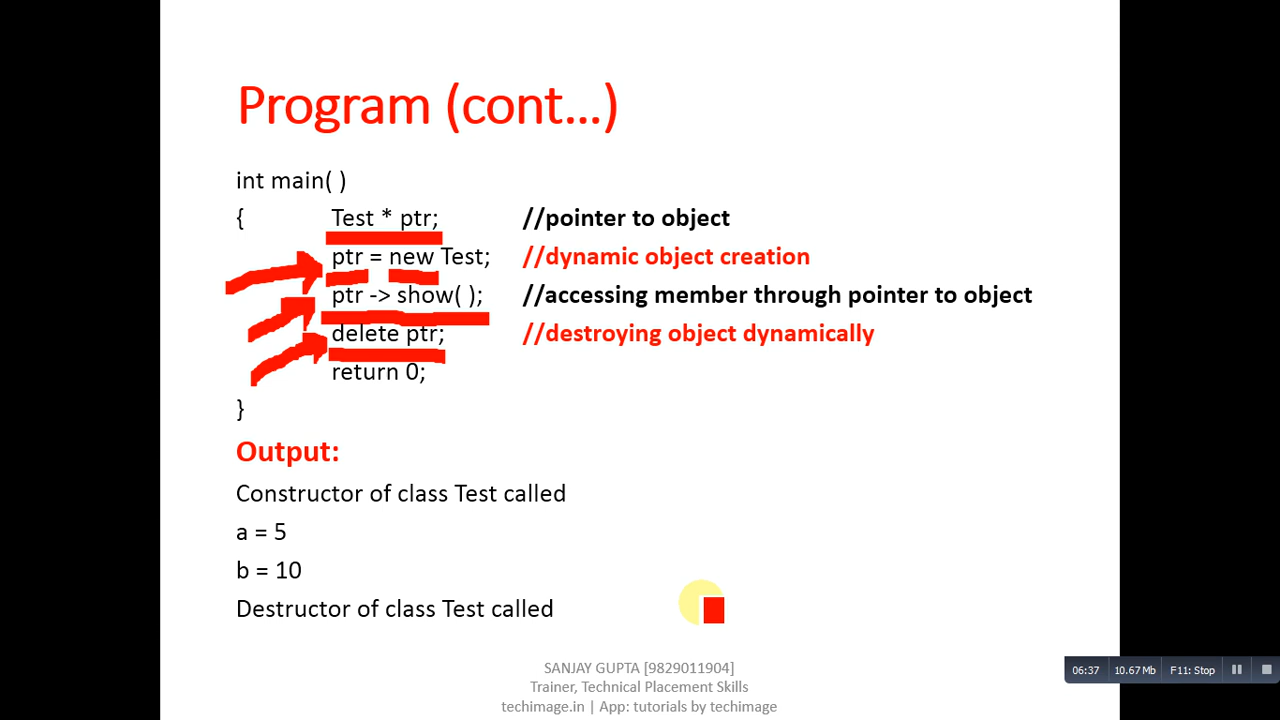 Program (cont...)
int main( )
{ Test * ptr; //pointer to object
ptr = new Test; //dynamic object creation
ptr -> show( ); //accessing member through pointer to object
delete ptr; //destroying object dynamically
return 0;
}
Output:
Constructor of class Test called
a = 5
b = 10
Destructor of class Test called
SANJAY GUPTA [9829011904]
Trainer, Technical Placement Skills
techimage.in | App: tutorials by techimage
06:37 10.67 Mb F11: Stop